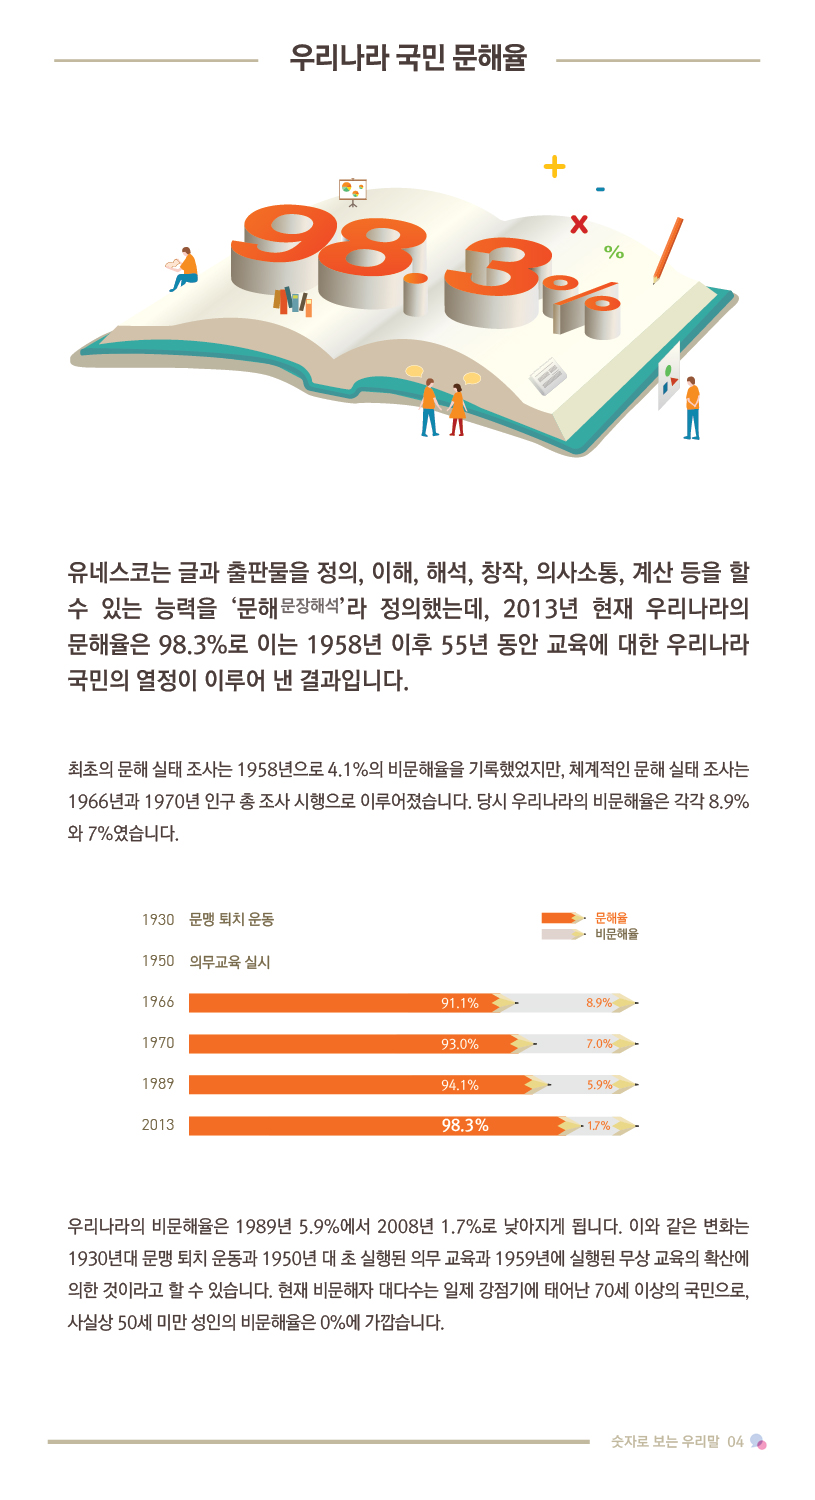 우리나라 국민 문해율
98.3%
+
-
x
%
유네스코는 글과 출판물을 정의, 이해, 해석, 창작, 의사소통, 계산 등을 할
수 있는 능력을 ‘문해문장해석’라 정의했는데, 2013년 현재 우리나라의
문해율은 98.3%로 이는 1958년 이후 55년 동안 교육에 대한 우리나라
국민의 열정이 이루어 낸 결과입니다.
최초의 문해 실태 조사는 1958년으로 4.1%의 비문해율을 기록했었지만, 체계적인 문해 실태 조사는
1966년과 1970년 인구 총 조사 시행으로 이루어졌습니다. 당시 우리나라의 비문해율은 각각 8.9%
와 7%였습니다.
1930 문맹 퇴치 운동
문해율
비문해율
1950 의무교육 실시
1966 91.1% 8.9%
1970 93.0% 7.0%
1989 94.1% 5.9%
2013 98.3% 1.7%
우리나라의 비문해율은 1989년 5.9%에서 2008년 1.7%로 낮아지게 됩니다. 이와 같은 변화는
1930년대 문맹 퇴치 운동과 1950년 대 초 실행된 의무 교육과 1959년에 실행된 무상 교육의 확산에
의한 것이라고 할 수 있습니다. 현재 비문해자 대다수는 일제 강점기에 태어난 70세 이상의 국민으로,
사실상 50세 미만 성인의 비문해율은 0%에 가깝습니다.
숫자로 보는 우리말 04